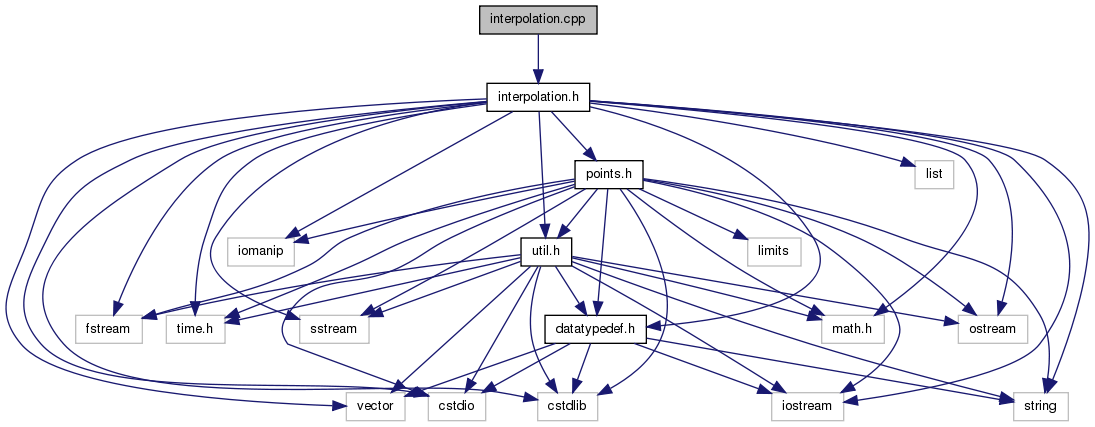 interpolation.cpp
interpolation.h
points.h
list
iomanip
util.h
limits
fstream
time.h
sstream
datatypedef.h
math.h
ostream
vector
cstdio
cstdlib
iostream
string